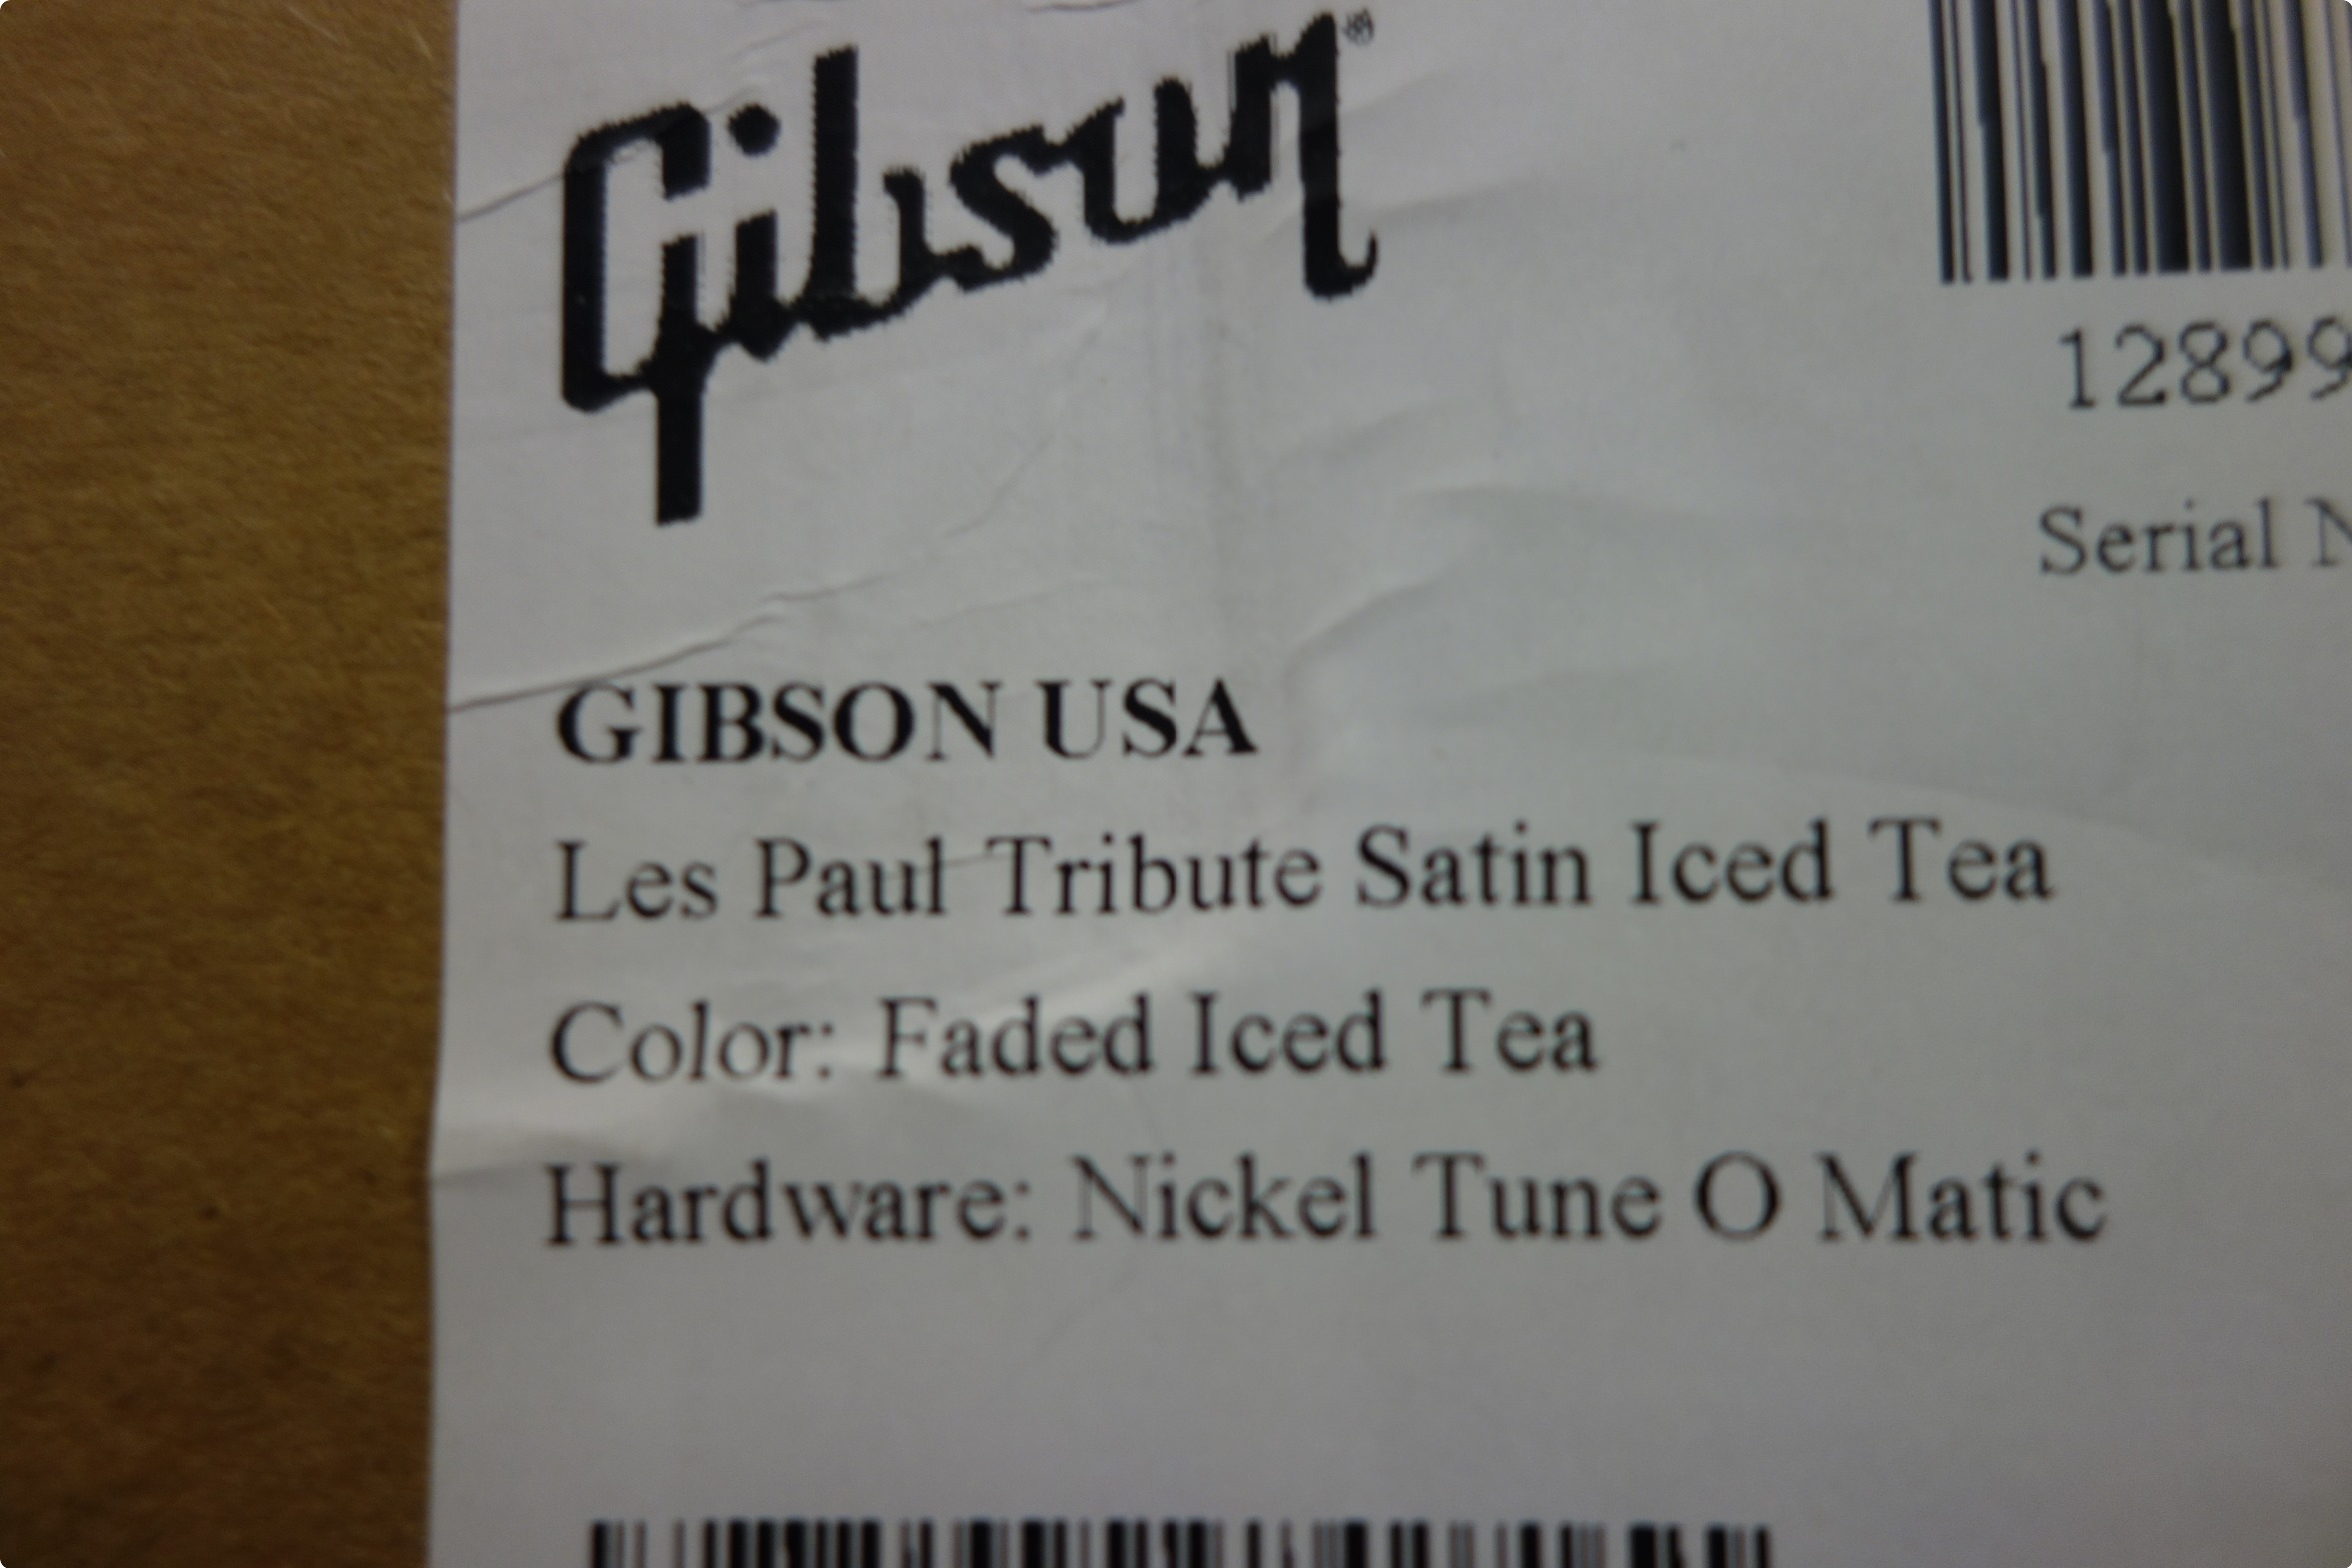 Gibson®
12899
Serial
GIBSON USA
Les Paul Tribute Satin Iced Tea
Color: Faded Iced Tea
Hardware: Nickel Tune O Matic